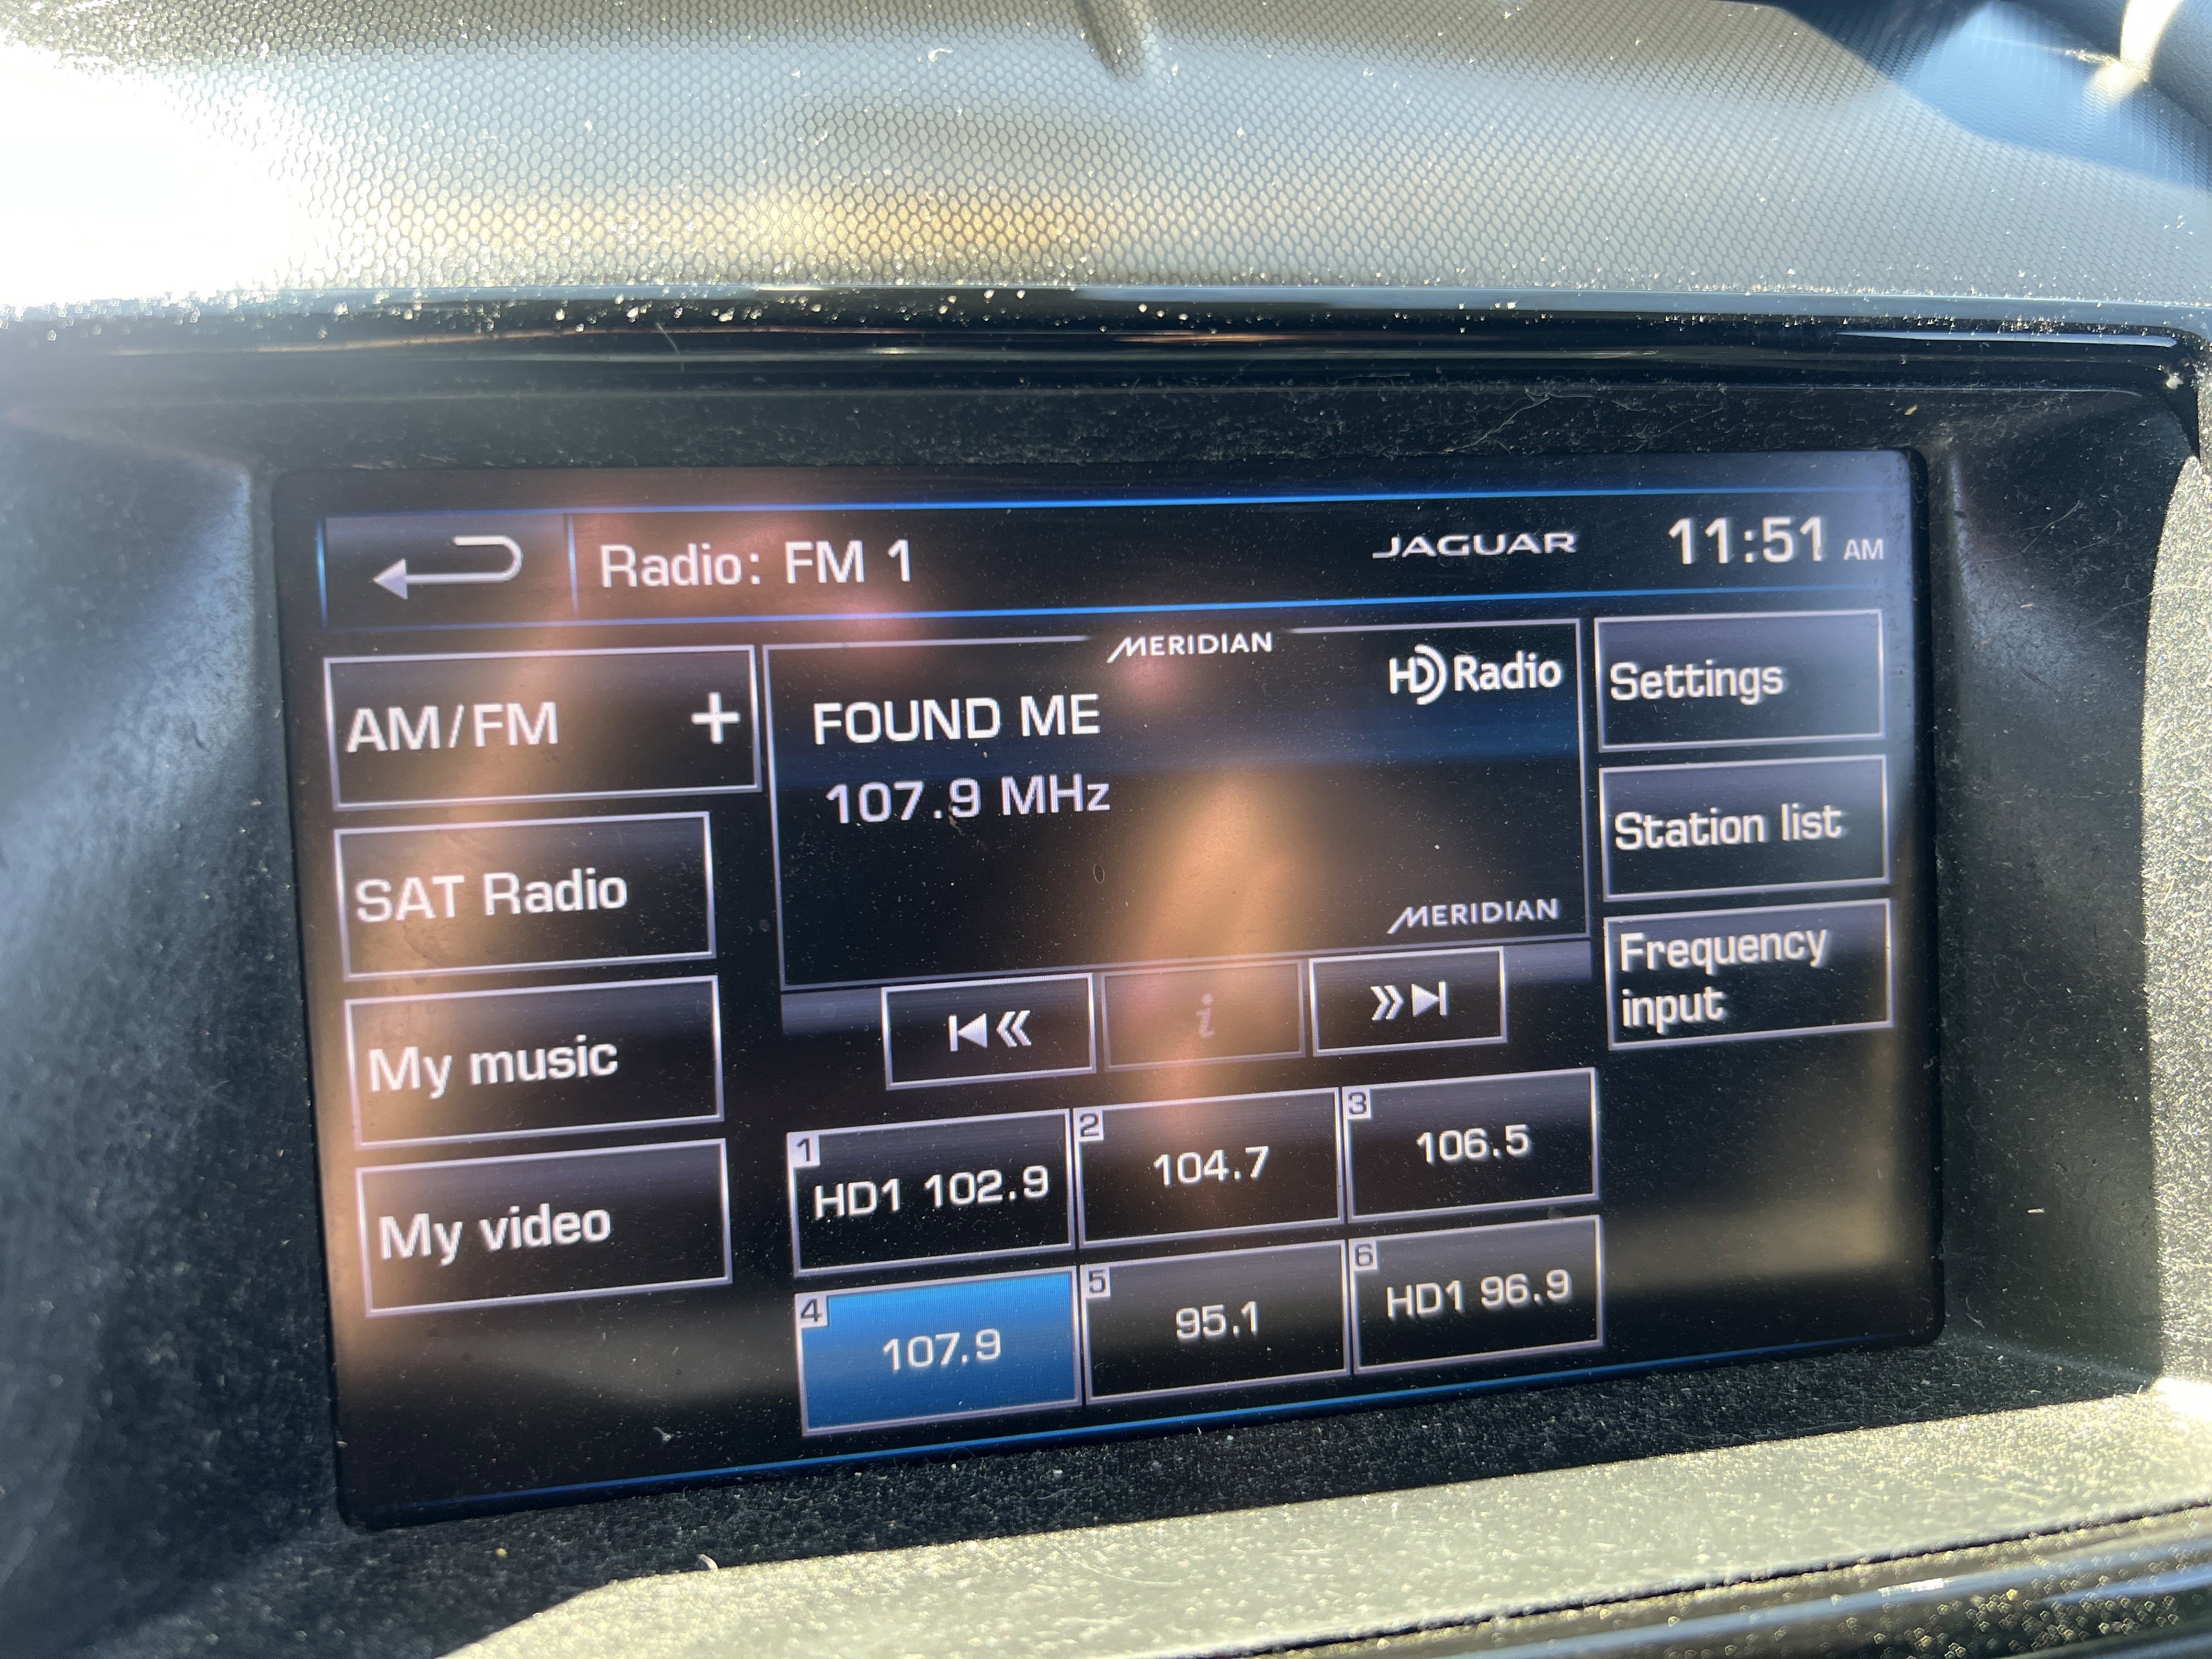 Radio: FM 1
JAGUAR
11:51 AM
AM/FM +
SAT Radio
My music
My video
MERIDIAN
HD Radio
FOUND ME
107.9 MHz
MERIDIAN
i
Settings
Station list
Frequency
input
1
HD1 102.9
2
104.7
3
106.5
4
107.9
5
95.1
6
HD1 96.9